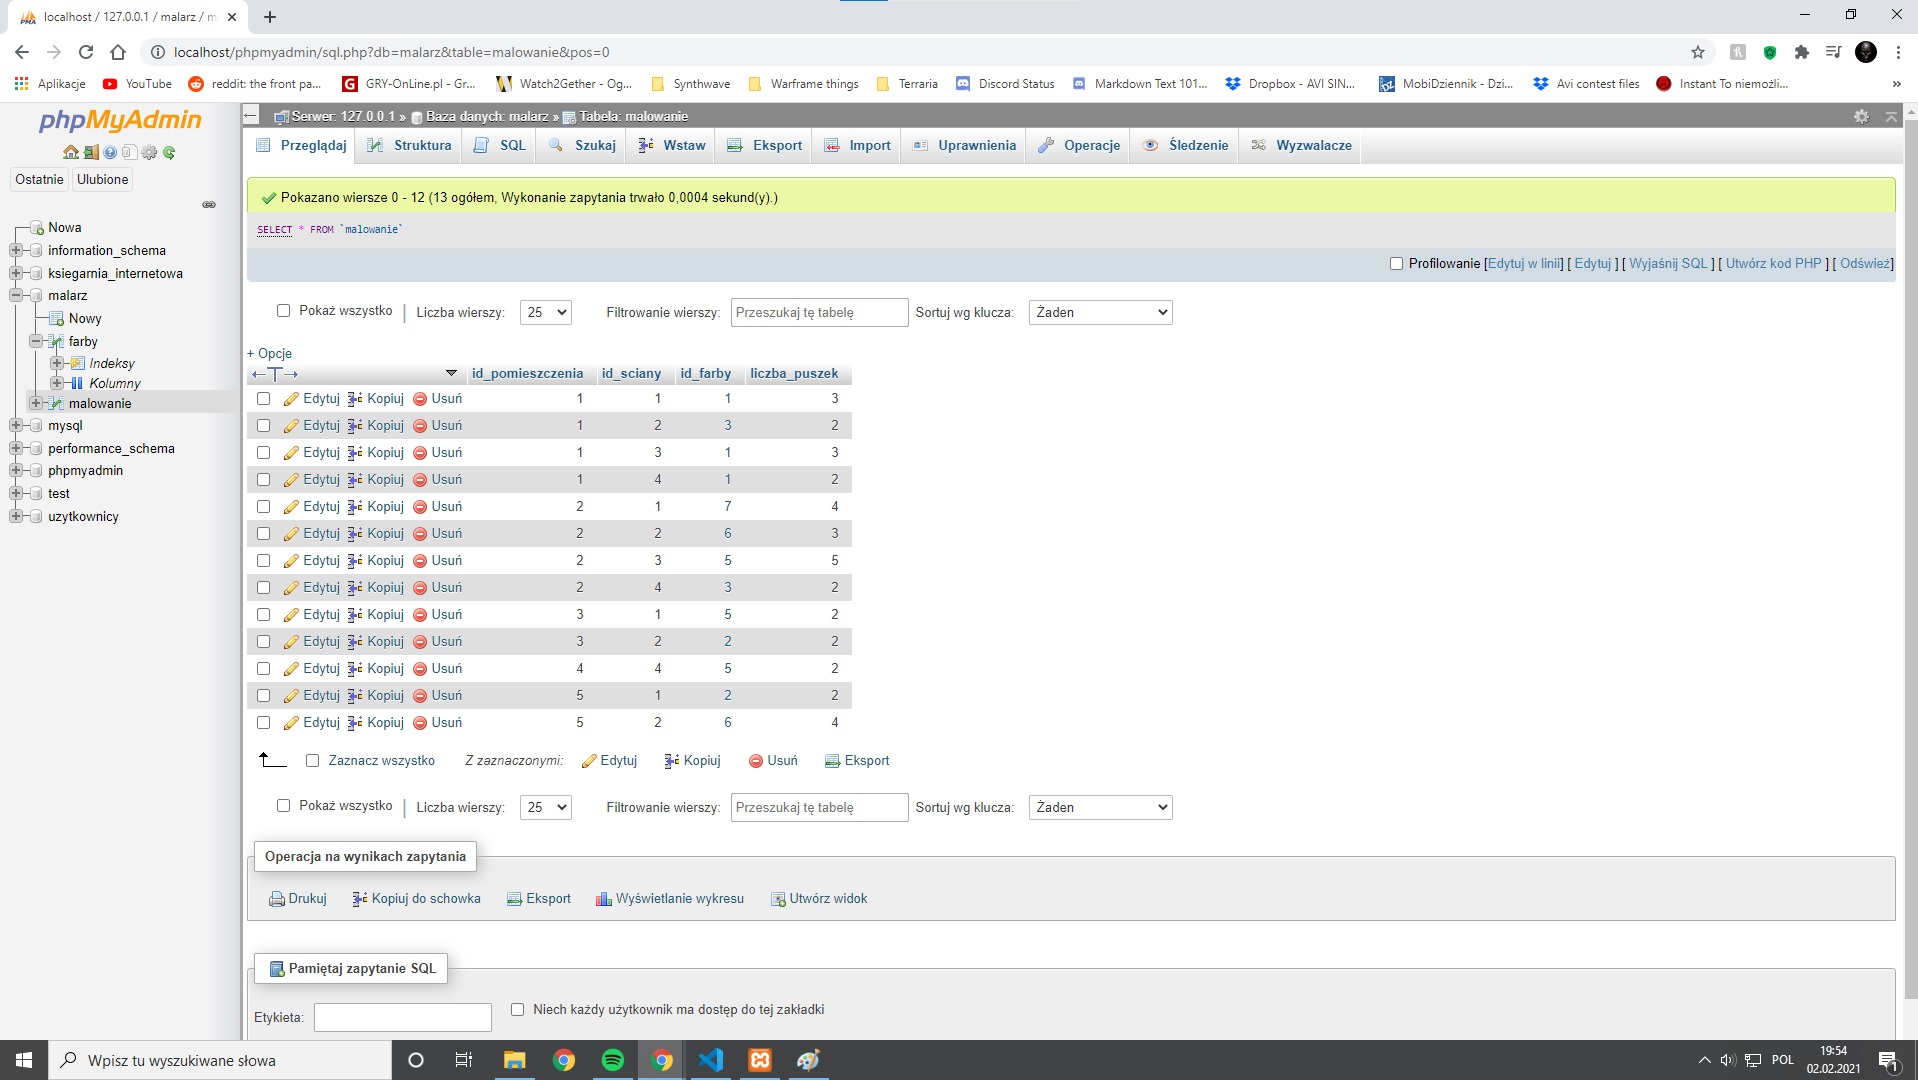 localhost / 127.0.0.1 / malarz / m
localhost/phpmyadmin/sql.php?db=malarz&table=malowanie&pos=0
Aplikacje YouTube reddit: the front pa... GRY-OnLine.pl - Gr... Watch2Gether - Og... Synthwave Warframe things Terraria Discord Status Markdown Text 101... Dropbox - AVI SIN... MobiDziennik - Dzi... Avi contest files Instant To niemożli... »
phpMyAdmin
Ostatnie Ulubione
Nowa
information_schema
ksiegarnia_internetowa
malarz
Nowy
farby
Indeksy
Kolumny
malowanie
mysql
performance_schema
phpmyadmin
test
uzytkownicy
Serwer: 127.0.0.1 » Baza danych: malarz » Tabela: malowanie
Przeglądaj Struktura SQL Szukaj Wstaw Eksport Import Uprawnienia Operacje Śledzenie Wyzwalacze
Pokazano wiersze 0 - 12 (13 ogółem, Wykonanie zapytania trwało 0,0004 sekund(y).)
SELECT * FROM `malowanie`
Profilowanie [Edytuj w linii] [ Edytuj ] [ Wyjaśnij SQL ] [ Utwórz kod PHP ] [ Odśwież]
Pokaż wszystko | Liczba wierszy: 25 Filtrowanie wierszy: Przeszukaj tę tabelę Sortuj wg klucza: Żaden
+ Opcje
←T→ id_pomieszczenia id_sciany id_farby liczba_puszek
Edytuj Kopiuj Usuń 1 1 1 3
Edytuj Kopiuj Usuń 1 2 3 2
Edytuj Kopiuj Usuń 1 3 1 3
Edytuj Kopiuj Usuń 1 4 1 2
Edytuj Kopiuj Usuń 2 1 7 4
Edytuj Kopiuj Usuń 2 2 6 3
Edytuj Kopiuj Usuń 2 3 5 5
Edytuj Kopiuj Usuń 2 4 3 2
Edytuj Kopiuj Usuń 3 1 5 2
Edytuj Kopiuj Usuń 3 2 2 2
Edytuj Kopiuj Usuń 4 4 5 2
Edytuj Kopiuj Usuń 5 1 2 2
Edytuj Kopiuj Usuń 5 2 6 4
Zaznacz wszystko Z zaznaczonymi: Edytuj Kopiuj Usuń Eksport
Pokaż wszystko | Liczba wierszy: 25 Filtrowanie wierszy: Przeszukaj tę tabelę Sortuj wg klucza: Żaden
Operacja na wynikach zapytania
Drukuj Kopiuj do schowka Eksport Wyświetlanie wykresu Utwórz widok
Pamiętaj zapytanie SQL
Etykieta: Niech każdy użytkownik ma dostęp do tej zakładki
Wpisz tu wyszukiwane słowa
POL
19:54
02.02.2021
1